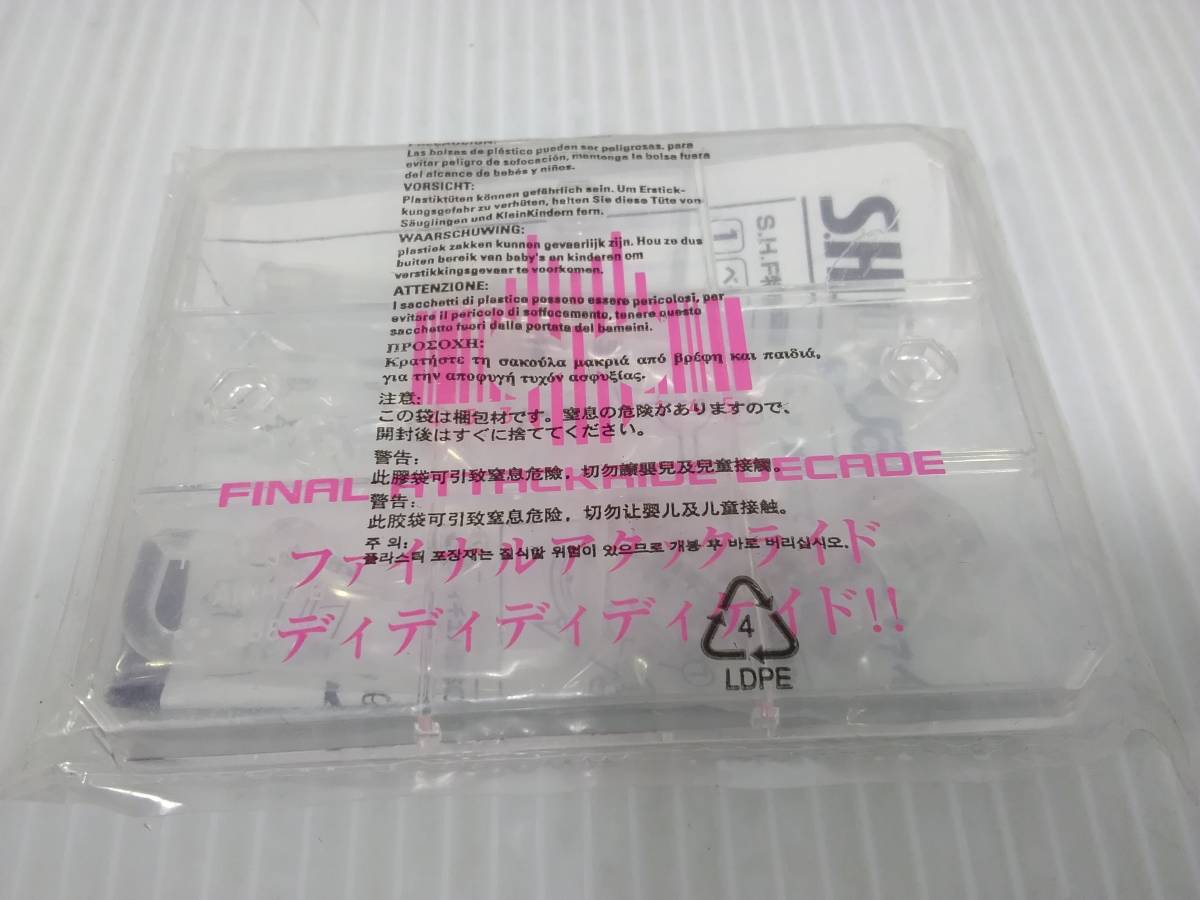 PRECAUCIÓN:
Las bolsas de plástico pueden ser peligrosas, para
evitar peligro de sofocación, mantenga la bolsa fuera
del alcance de bebés y niños.
VORSICHT:
Plastiktüten können gefährlich sein. Um Erstick-
kungsgefahr zu verhüten, halten Sie diese Tüte von
Säuglingen und KleinKindern fern.
WAARSCHUWING:
plastiek zakken kunnen gevaarlijk zijn. Hou ze dus
buiten bereik van baby's en kinderen om
verstikkingsgevaar te voorkomen.
ATTENZIONE:
I sacchetti di plastica possono essere pericolosi, per
evitare il pericolo di soffocamento, tenere questo
sacchetto fuori dalla portata dei bambini.
ΠΡΟΣΟΧΗ:
Κρατήστε τη σακούλα μακριά από βρέφη και παιδιά,
για την αποφυγή τυχόν ασφυξίας.
注意:
この袋は梱包材です。窒息の危険がありますので、
開封後はすぐに捨ててください。
警告:
此膠袋可引致窒息危險，切勿讓嬰兒及兒童接觸。
警告:
此胶袋可引致窒息危险，切勿让婴儿及儿童接触。
주 의:
플라스틱 포장재는 질식할 위험이 있으므로 개봉 후 바로 버리십시오.
FINAL ATTACKRIDE DECADE
ファイナルアタックライド
ディディディディケイド!!
4
LDPE
S.H.
S.H.F
1